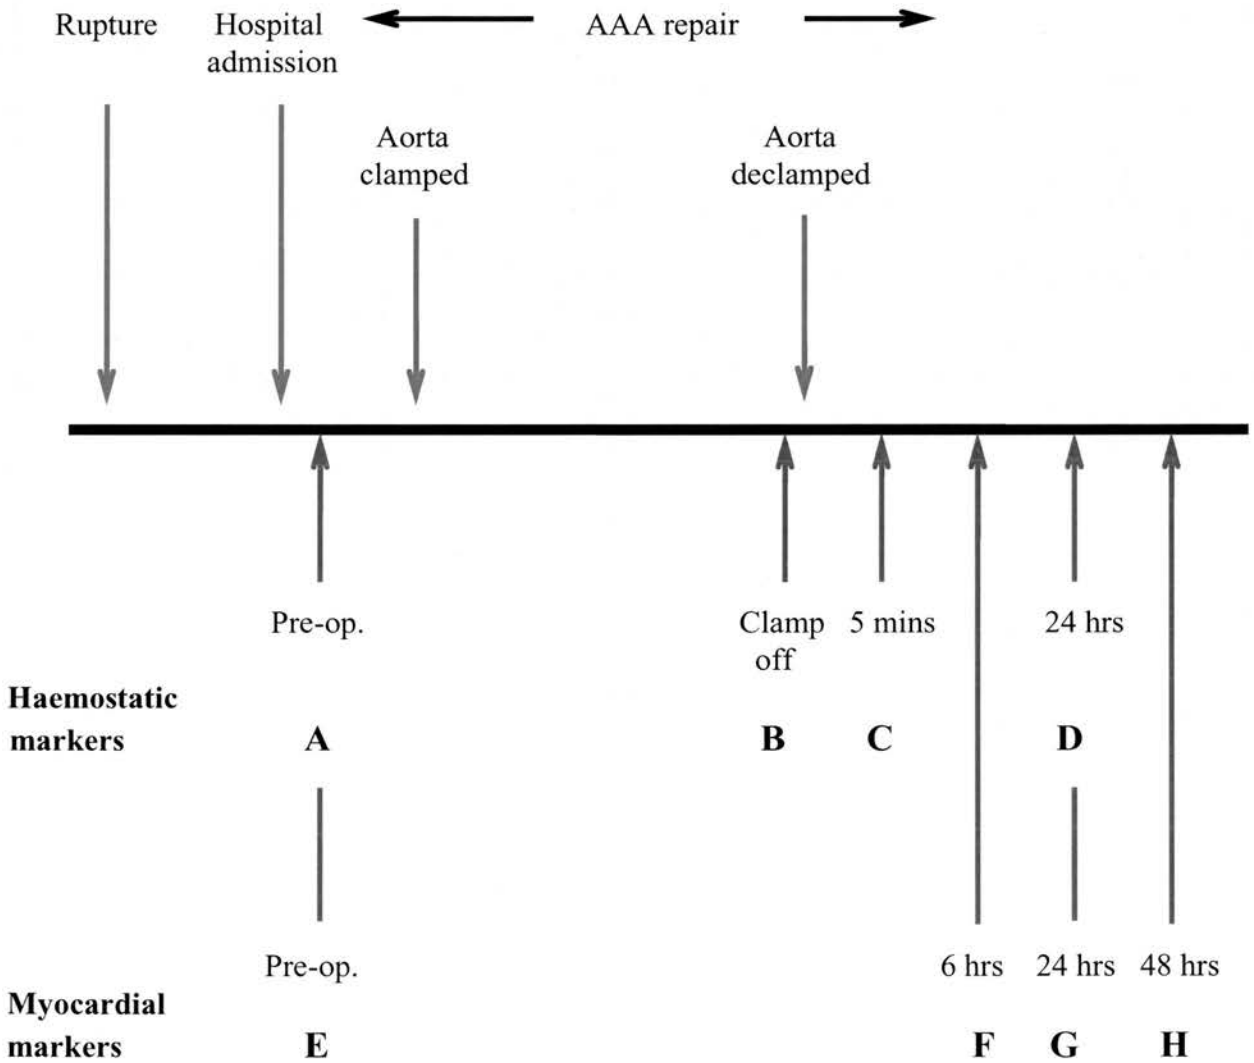 Rupture
Hospital
admission
AAA repair
Aorta
clamped
Aorta
declamped
Pre-op.
Clamp
off
5 mins
24 hrs
Haemostatic
markers
A
B
C
D
Pre-op.
6 hrs
24 hrs
48 hrs
Myocardial
markers
E
F
G
H